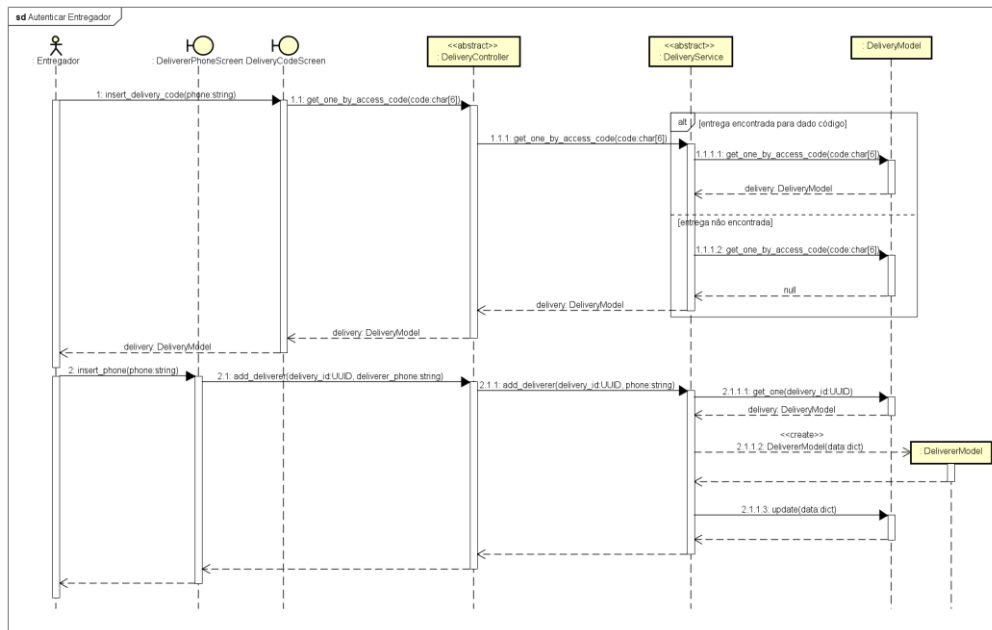 sd Autenticar Entregador
: Entregador
: DelivererPhoneScreen
: DeliveryCodeScreen
<<abstract>>
: DeliveryController
<<abstract>>
: DeliveryService
: DeliveryModel
1: insert_delivery_code(phone:string)
1.1: get_one_by_access_code(code:char[6])
alt
[entrega encontrada para dado código]
1.1.1: get_one_by_access_code(code:char[6])
1.1.1.1: get_one_by_access_code(code:char[6])
delivery: DeliveryModel
[entrega não encontrada]
1.1.1.2: get_one_by_access_code(code:char[6])
null
delivery: DeliveryModel
delivery: DeliveryModel
delivery: DeliveryModel
2: insert_phone(phone:string)
2.1: add_deliverer(delivery_id:UUID, deliverer_phone:string)
2.1.1: add_deliverer(delivery_id:UUID, phone:string)
2.1.1.1: get_one(delivery_id:UUID)
delivery: DeliveryModel
<<create>>
2.1.1.2: DelivererModel(data:dict)
: DelivererModel
2.1.1.3: update(data:dict)